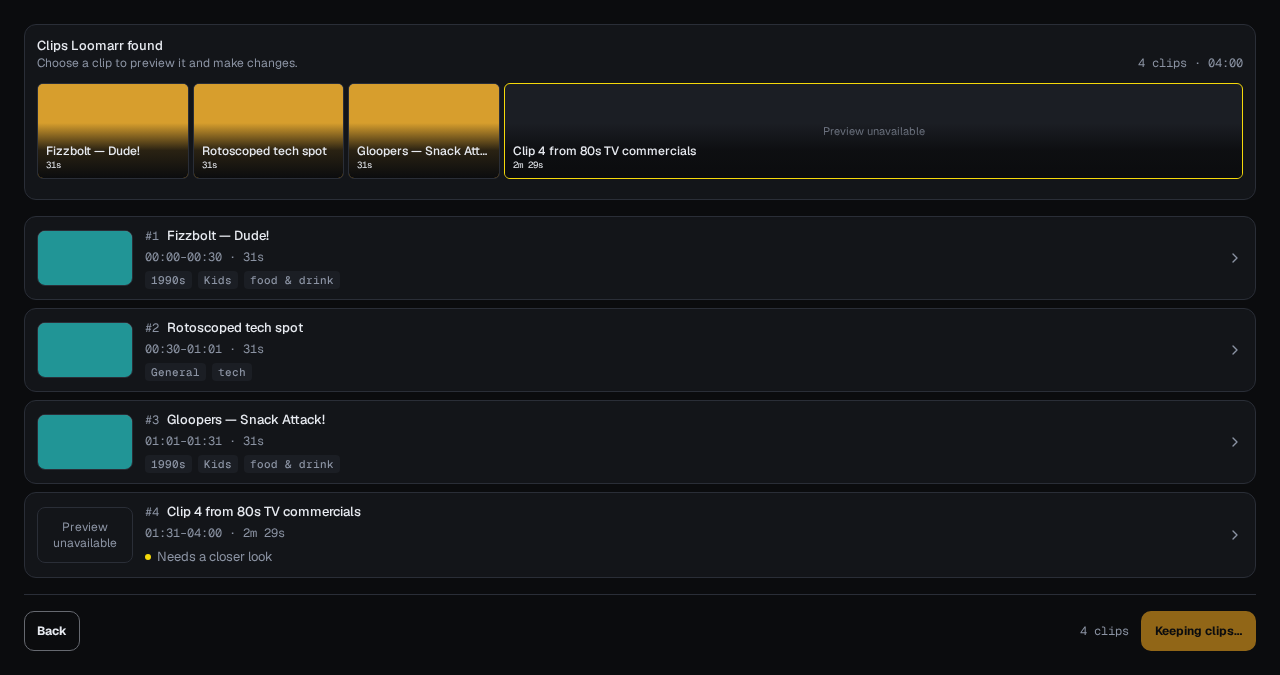 Clips Loomarr found
Choose a clip to preview it and make changes.
4 clips · 04:00
Preview unavailable
Fizzbolt — Dude!
31s
Rotoscoped tech spot
31s
Gloopers — Snack Att…
31s
Clip 4 from 80s TV commercials
2m 29s
#1 Fizzbolt — Dude!
00:00–00:30 · 31s
1990s Kids food & drink
#2 Rotoscoped tech spot
00:30–01:01 · 31s
General tech
#3 Gloopers — Snack Attack!
01:01–01:31 · 31s
1990s Kids food & drink
Preview
unavailable
#4 Clip 4 from 80s TV commercials
01:31–04:00 · 2m 29s
Needs a closer look
Back
4 clips
Keeping clips…